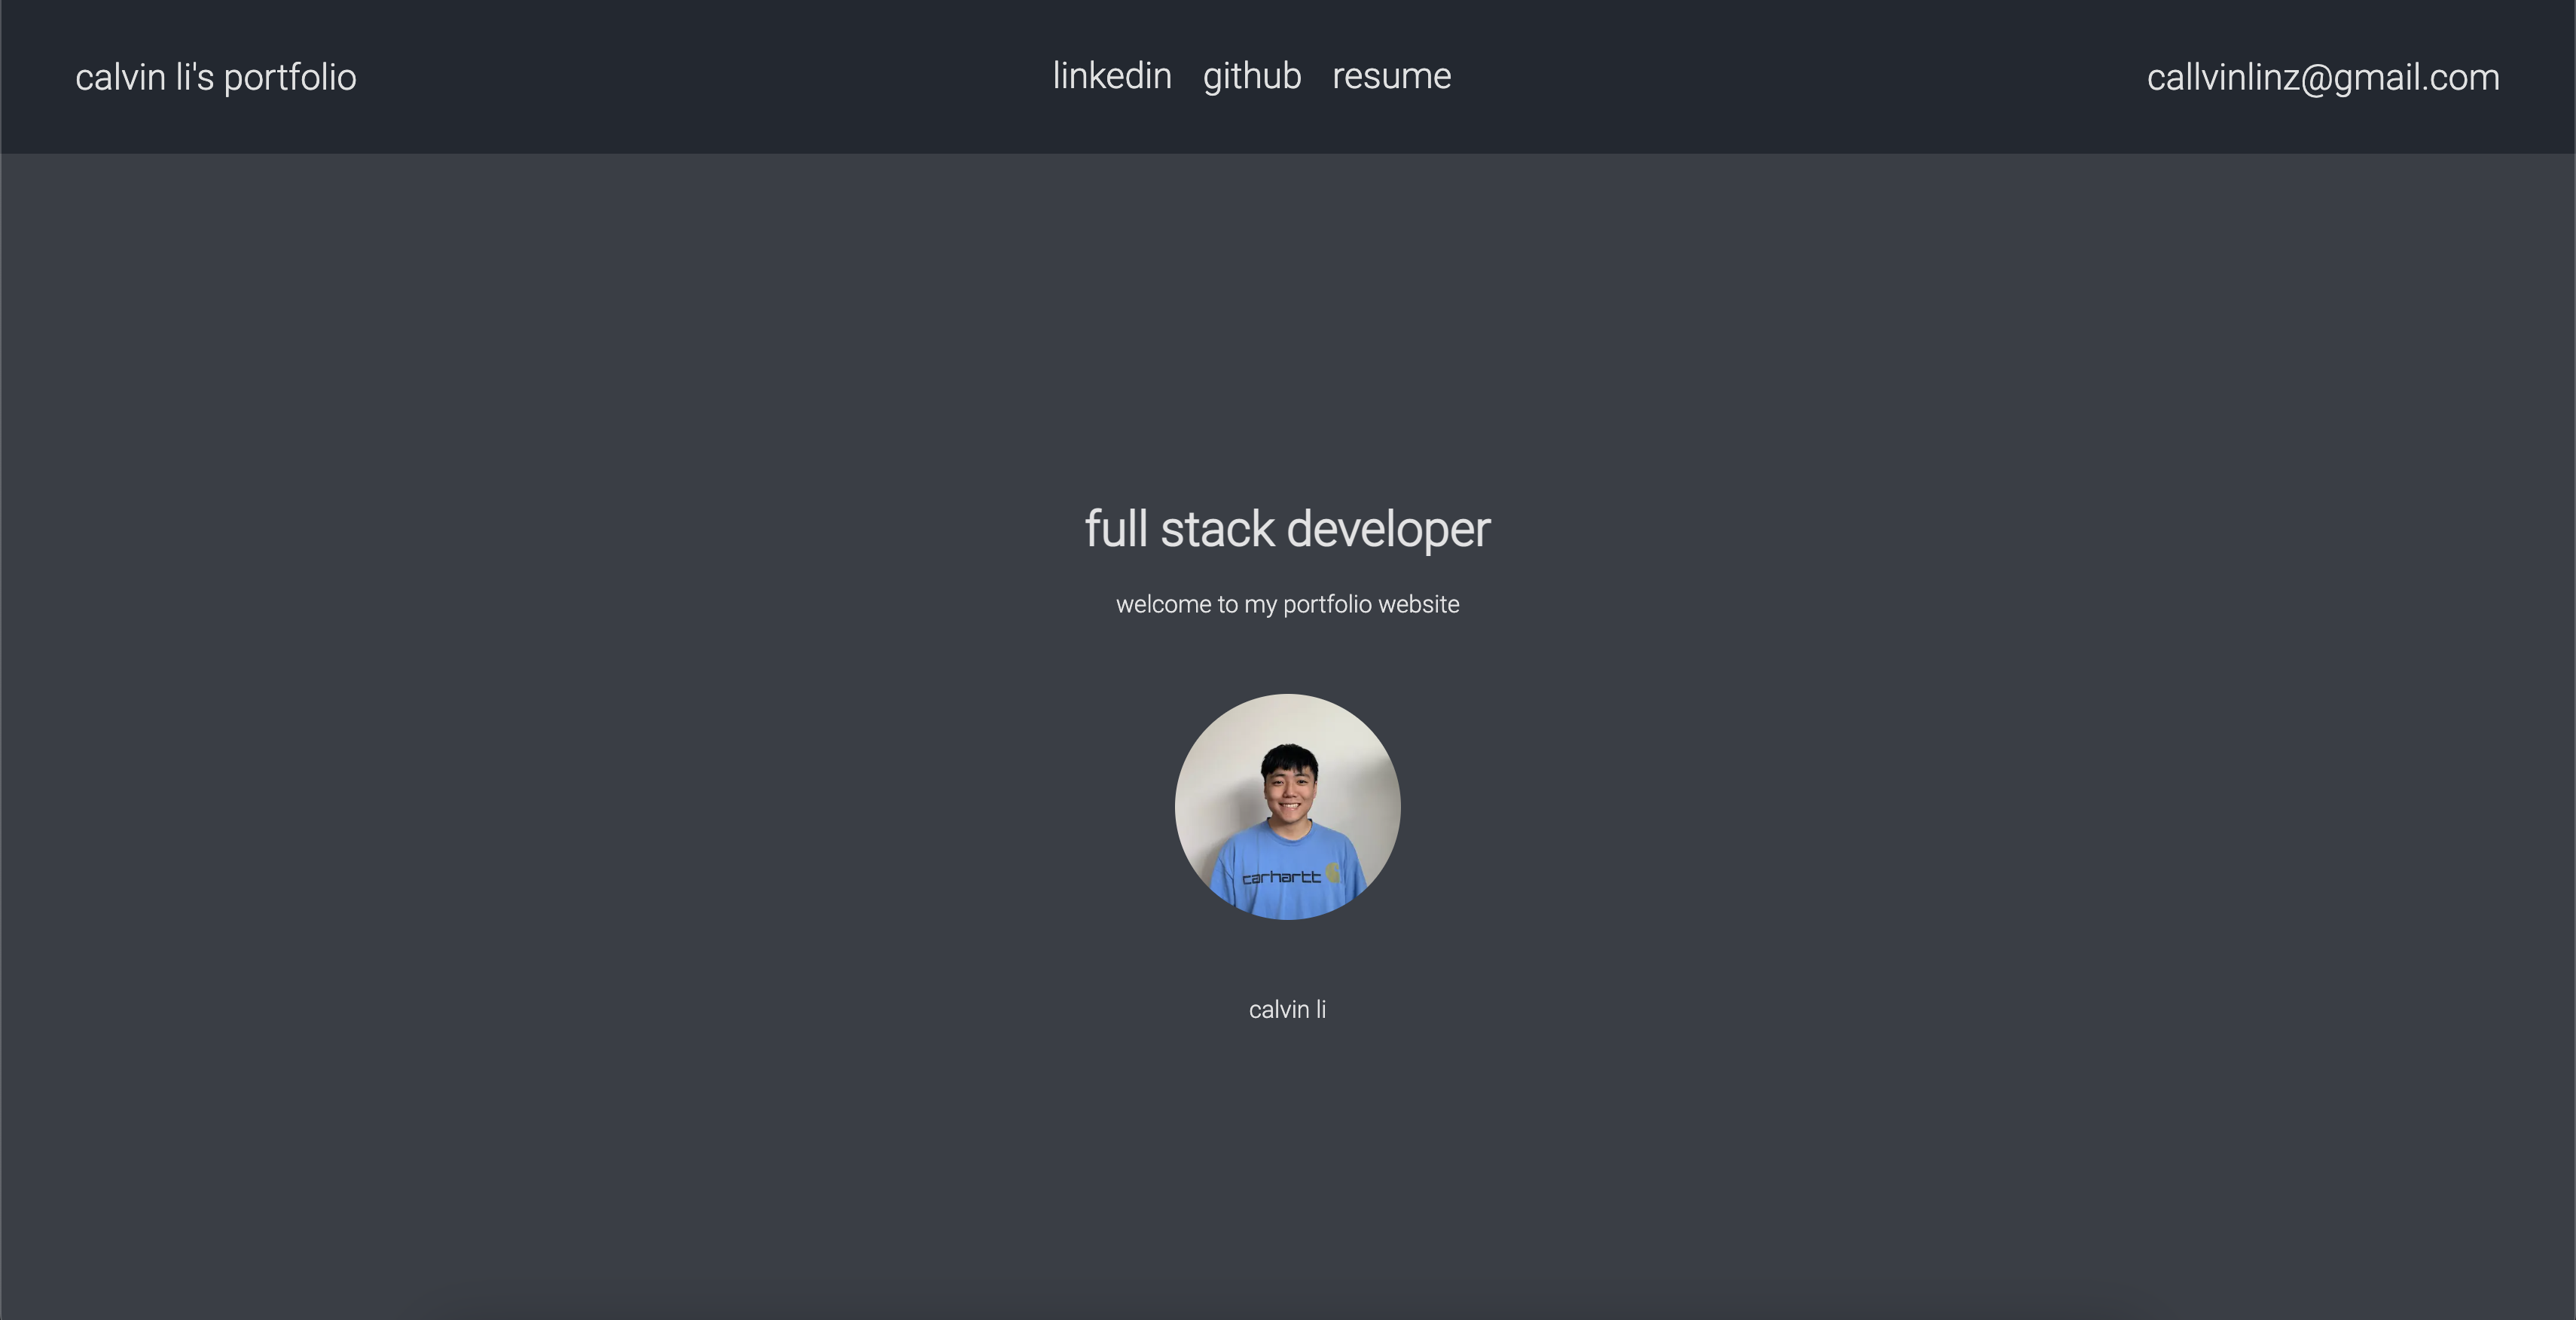 calvin li's portfolio
linkedin github resume
callvinlinz@gmail.com
full stack developer
welcome to my portfolio website
carhartt
calvin li